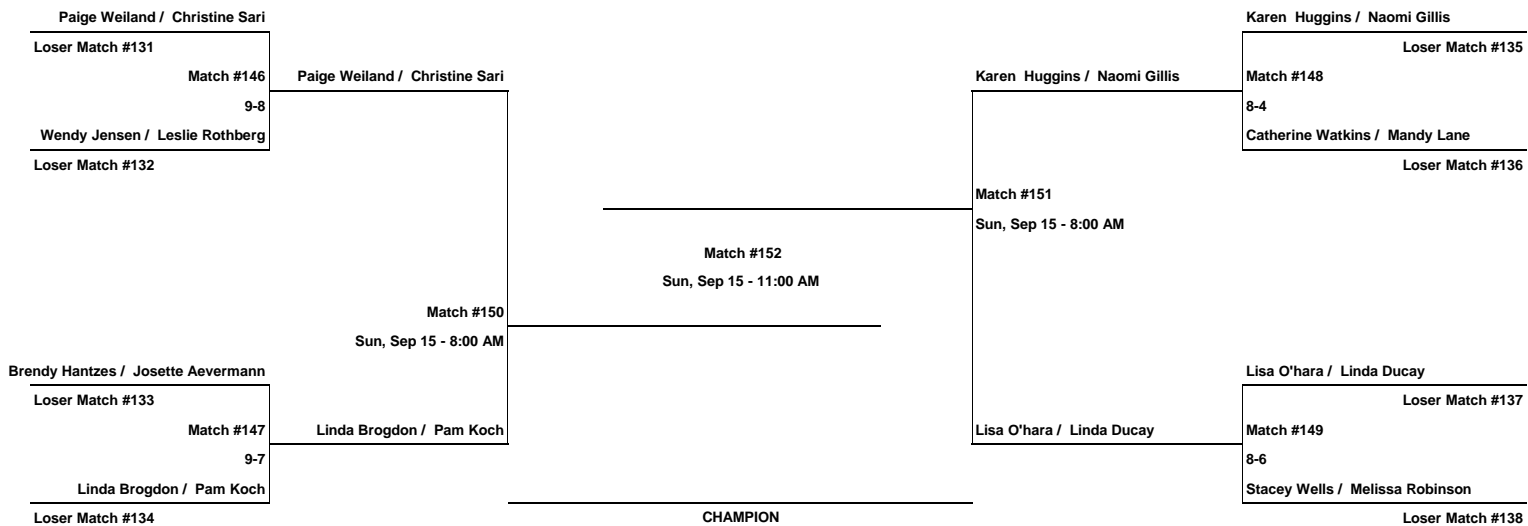 Paige Weiland / Christine Sari
Loser Match #131
Match #146
9-8
Wendy Jensen / Leslie Rothberg
Loser Match #132
Paige Weiland / Christine Sari
Match #150
Sun, Sep 15 - 8:00 AM
Brendy Hantzes / Josette Aevermann
Loser Match #133
Match #147
9-7
Linda Brogdon / Pam Koch
Loser Match #134
Linda Brogdon / Pam Koch
Match #152
Sun, Sep 15 - 11:00 AM
CHAMPION
Karen Huggins / Naomi Gillis
Match #151
Sun, Sep 15 - 8:00 AM
Lisa O'hara / Linda Ducay
Karen Huggins / Naomi Gillis
Loser Match #135
Match #148
8-4
Catherine Watkins / Mandy Lane
Loser Match #136
Lisa O'hara / Linda Ducay
Loser Match #137
Match #149
8-6
Stacey Wells / Melissa Robinson
Loser Match #138